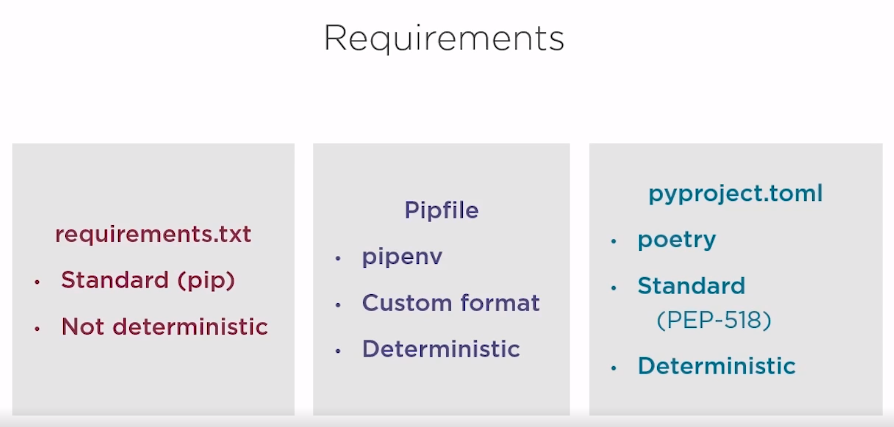 Requirements
requirements.txt
• Standard (pip)
• Not deterministic
Pipfile
• pipenv
• Custom format
• Deterministic
pyproject.toml
• poetry
• Standard
(PEP-518)
• Deterministic